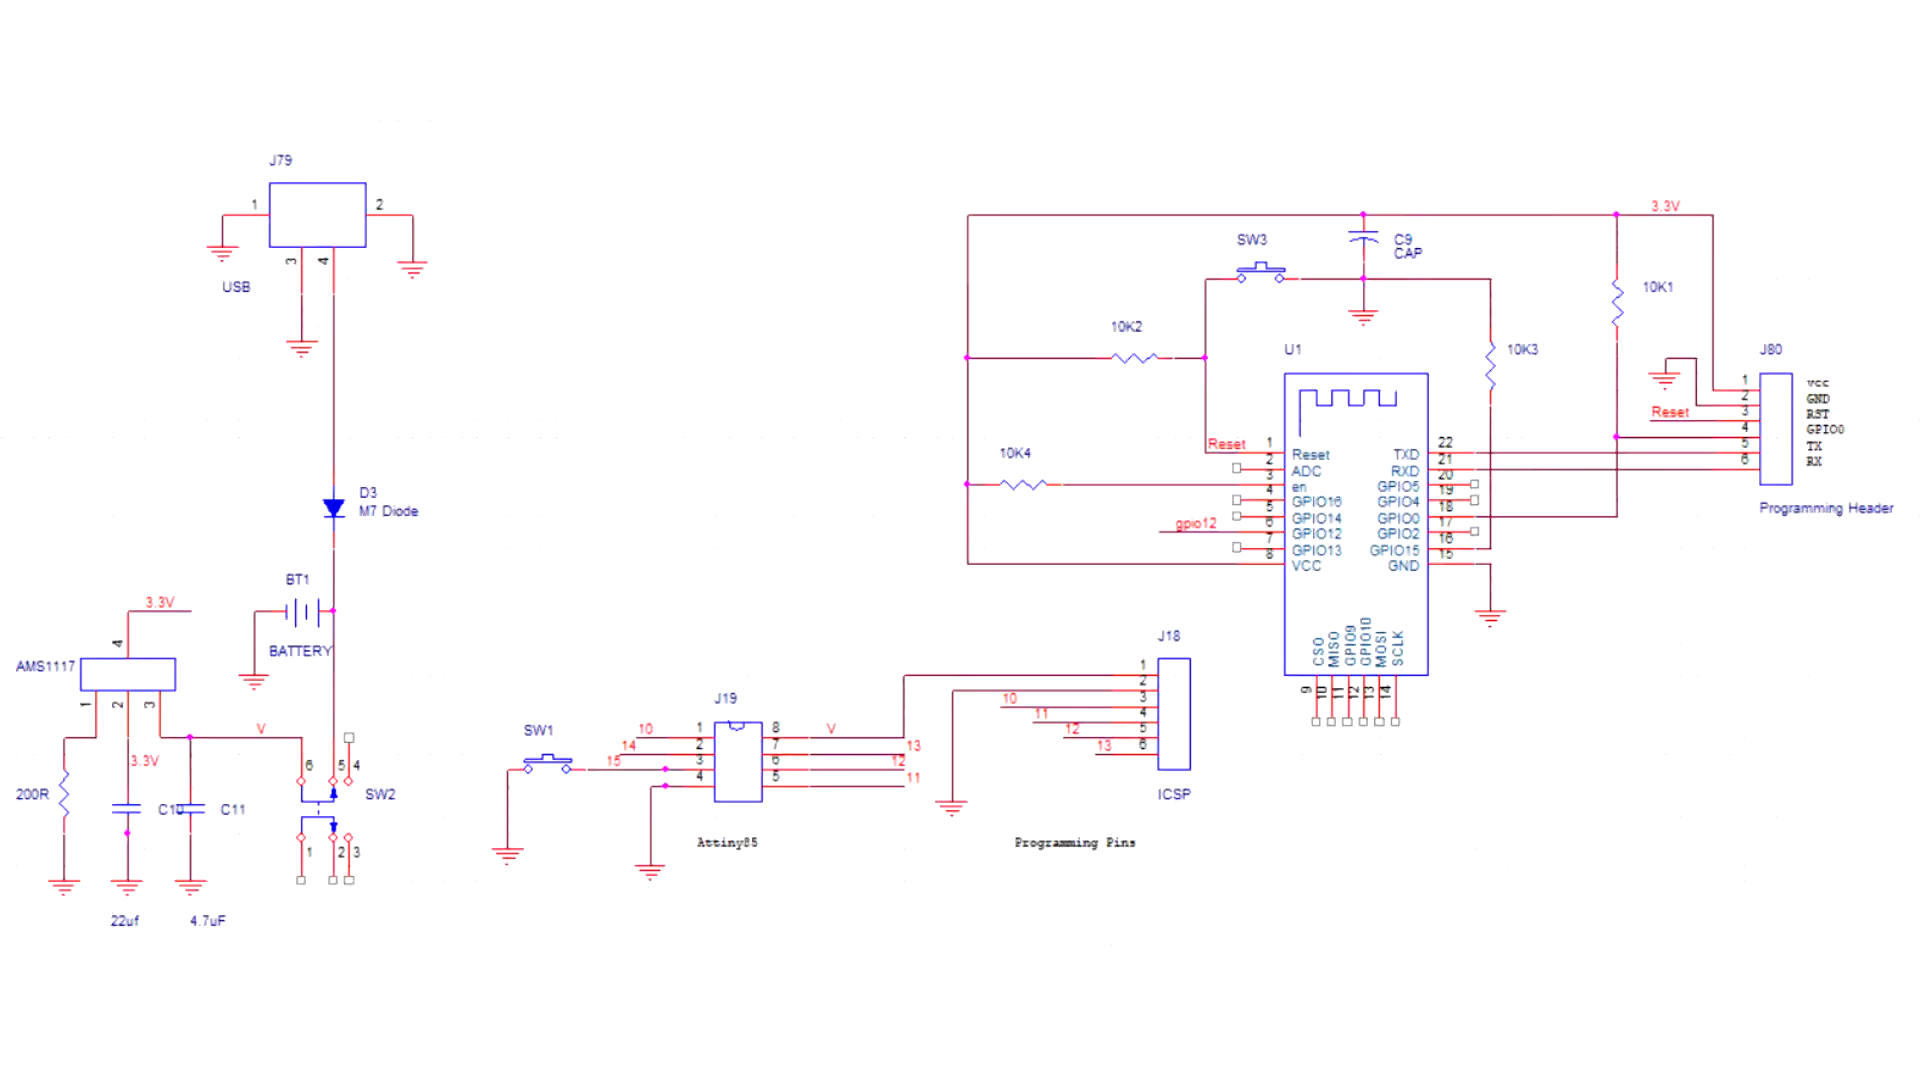 J79
1
2
3
4
USB
D3
M7 Diode
BT1
BATTERY
3.3V
4
AMS1117
1
2
3
V
3.3V
200R
C10
C11
22uf
4.7uF
6
5
4
SW2
1
2
3
SW1
J19
10
14
15
1
2
3
4
8
7
6
5
V
13
12
11
Attiny85
J18
1
2
3
4
5
6
10
11
12
13
ICSP
Programming Pins
3.3V
SW3
C9
CAP
10K1
10K2
10K3
10K4
U1
Reset
gpio12
1
2
3
4
5
6
7
8
Reset
ADC
en
GPIO16
GPIO14
GPIO12
GPIO13
VCC
TXD
RXD
GPIO5
GPIO4
GPIO0
GPIO2
GPIO15
GND
22
21
20
19
18
17
16
15
CSO
MISO
GPIO9
GPIO10
MOSI
SCLK
9
10
11
12
13
14
J80
Reset
1
2
3
4
5
6
vcc
GND
RST
GPIO0
TX
RX
Programming Header